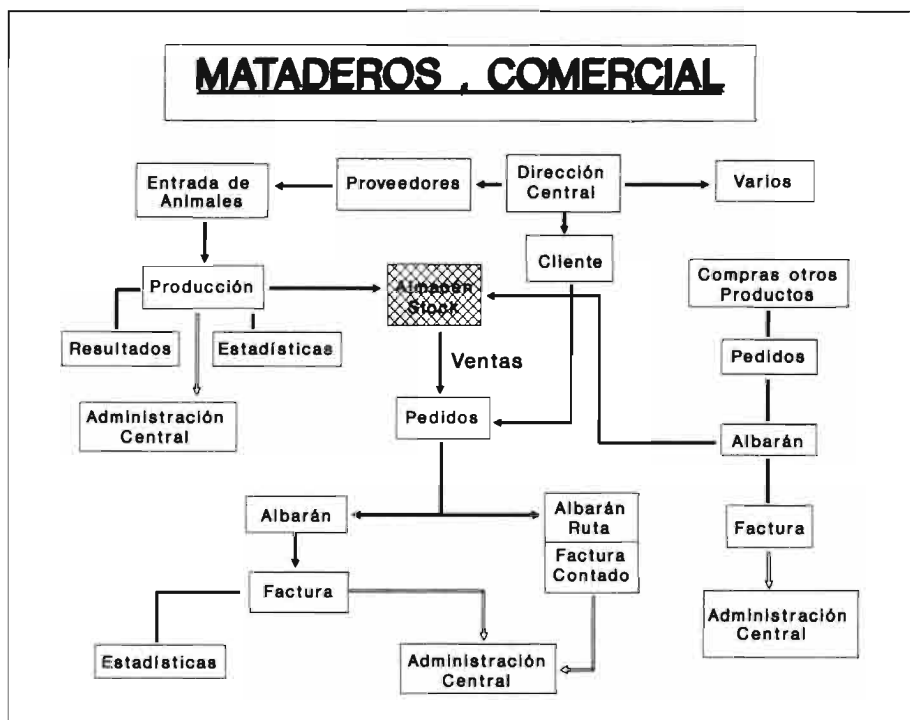 MATADEROS , COMERCIAL
Entrada de
Animales
Proveedores
Dirección
Central
Varios
Cliente
Producción
Almacén
Stock
Compras otros
Productos
Resultados
Estadísticas
Ventas
Pedidos
Administración
Central
Pedidos
Albarán
Albarán
Albarán
Ruta
Factura
Contado
Factura
Factura
Estadísticas
Administración
Central
Administración
Central